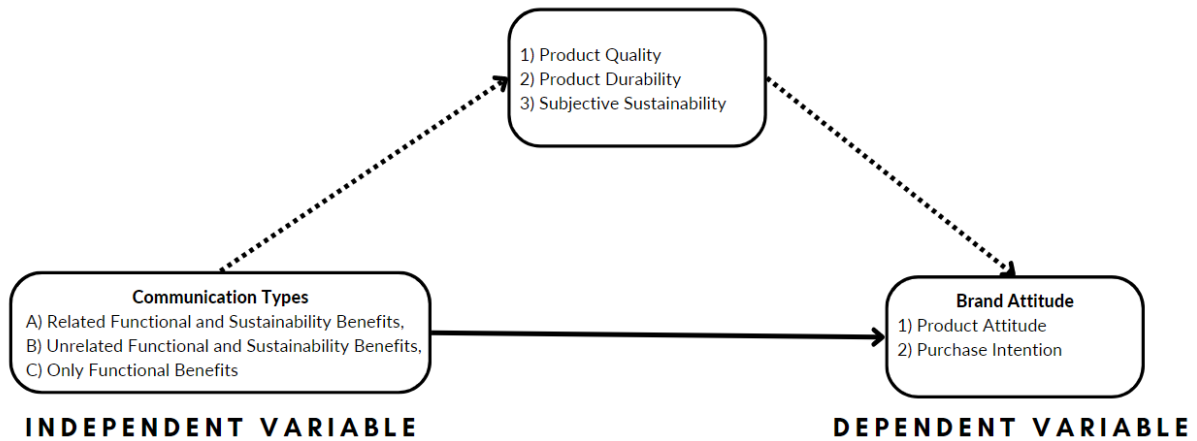 1) Product Quality
2) Product Durability
3) Subjective Sustainability
Communication Types
A) Related Functional and Sustainability Benefits,
B) Unrelated Functional and Sustainability Benefits,
C) Only Functional Benefits
Brand Attitude
1) Product Attitude
2) Purchase Intention
INDEPENDENT VARIABLE
DEPENDENT VARIABLE